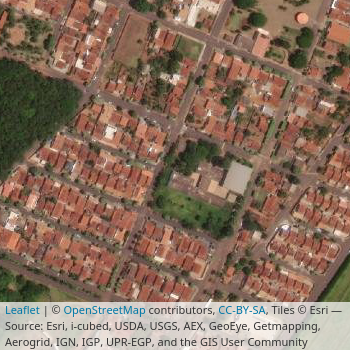 Leaflet | © OpenStreetMap contributors, CC-BY-SA, Tiles © Esri —
Source: Esri, i-cubed, USDA, USGS, AEX, GeoEye, Getmapping,
Aerogrid, IGN, IGP, UPR-EGP, and the GIS User Community